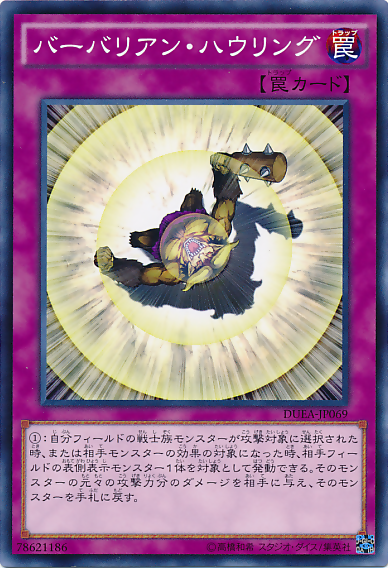 バーバリアン・ハウリング
罠
トラップ
【罠カード】
トラップ
DUEA-JP069
①：自分フィールドの戦士族モンスターが攻撃対象に選択された
時、または相手モンスターの効果の対象になった時、相手フィー
ルドの表側表示モンスター１体を対象として発動できる。そのモン
スターの元々の攻撃力分のダメージを相手に与え、そのモンス
ターを手札に戻す。
78621186
©高橋和希 スタジオ・ダイス/集英社